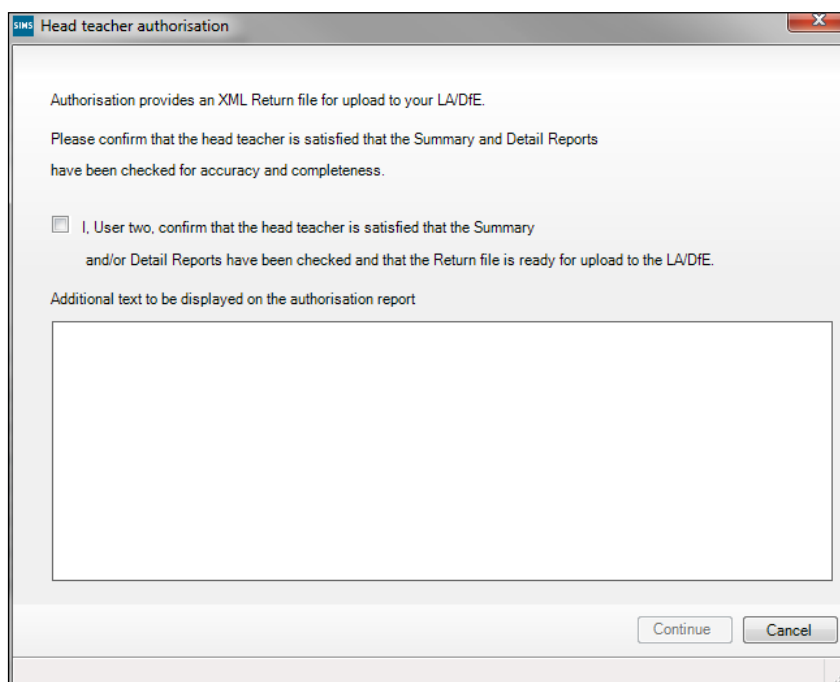 SIMS Head teacher authorisation X
Authorisation provides an XML Return file for upload to your LA/DfE.
Please confirm that the head teacher is satisfied that the Summary and Detail Reports
have been checked for accuracy and completeness.
I, User two, confirm that the head teacher is satisfied that the Summary
and/or Detail Reports have been checked and that the Return file is ready for upload to the LA/DfE.
Additional text to be displayed on the authorisation report
Continue Cancel